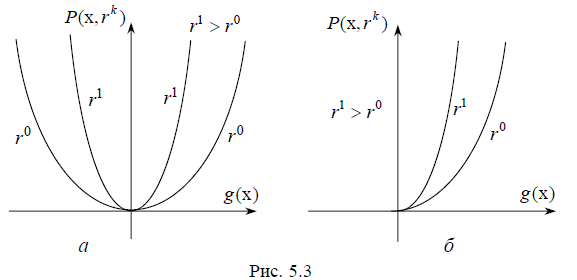 P(x, r^k)
r^1 > r^0
r^1
r^1
r^0
r^0
g(x)
а
P(x, r^k)
r^1 > r^0
r^1
r^0
g(x)
б
Рис. 5.3